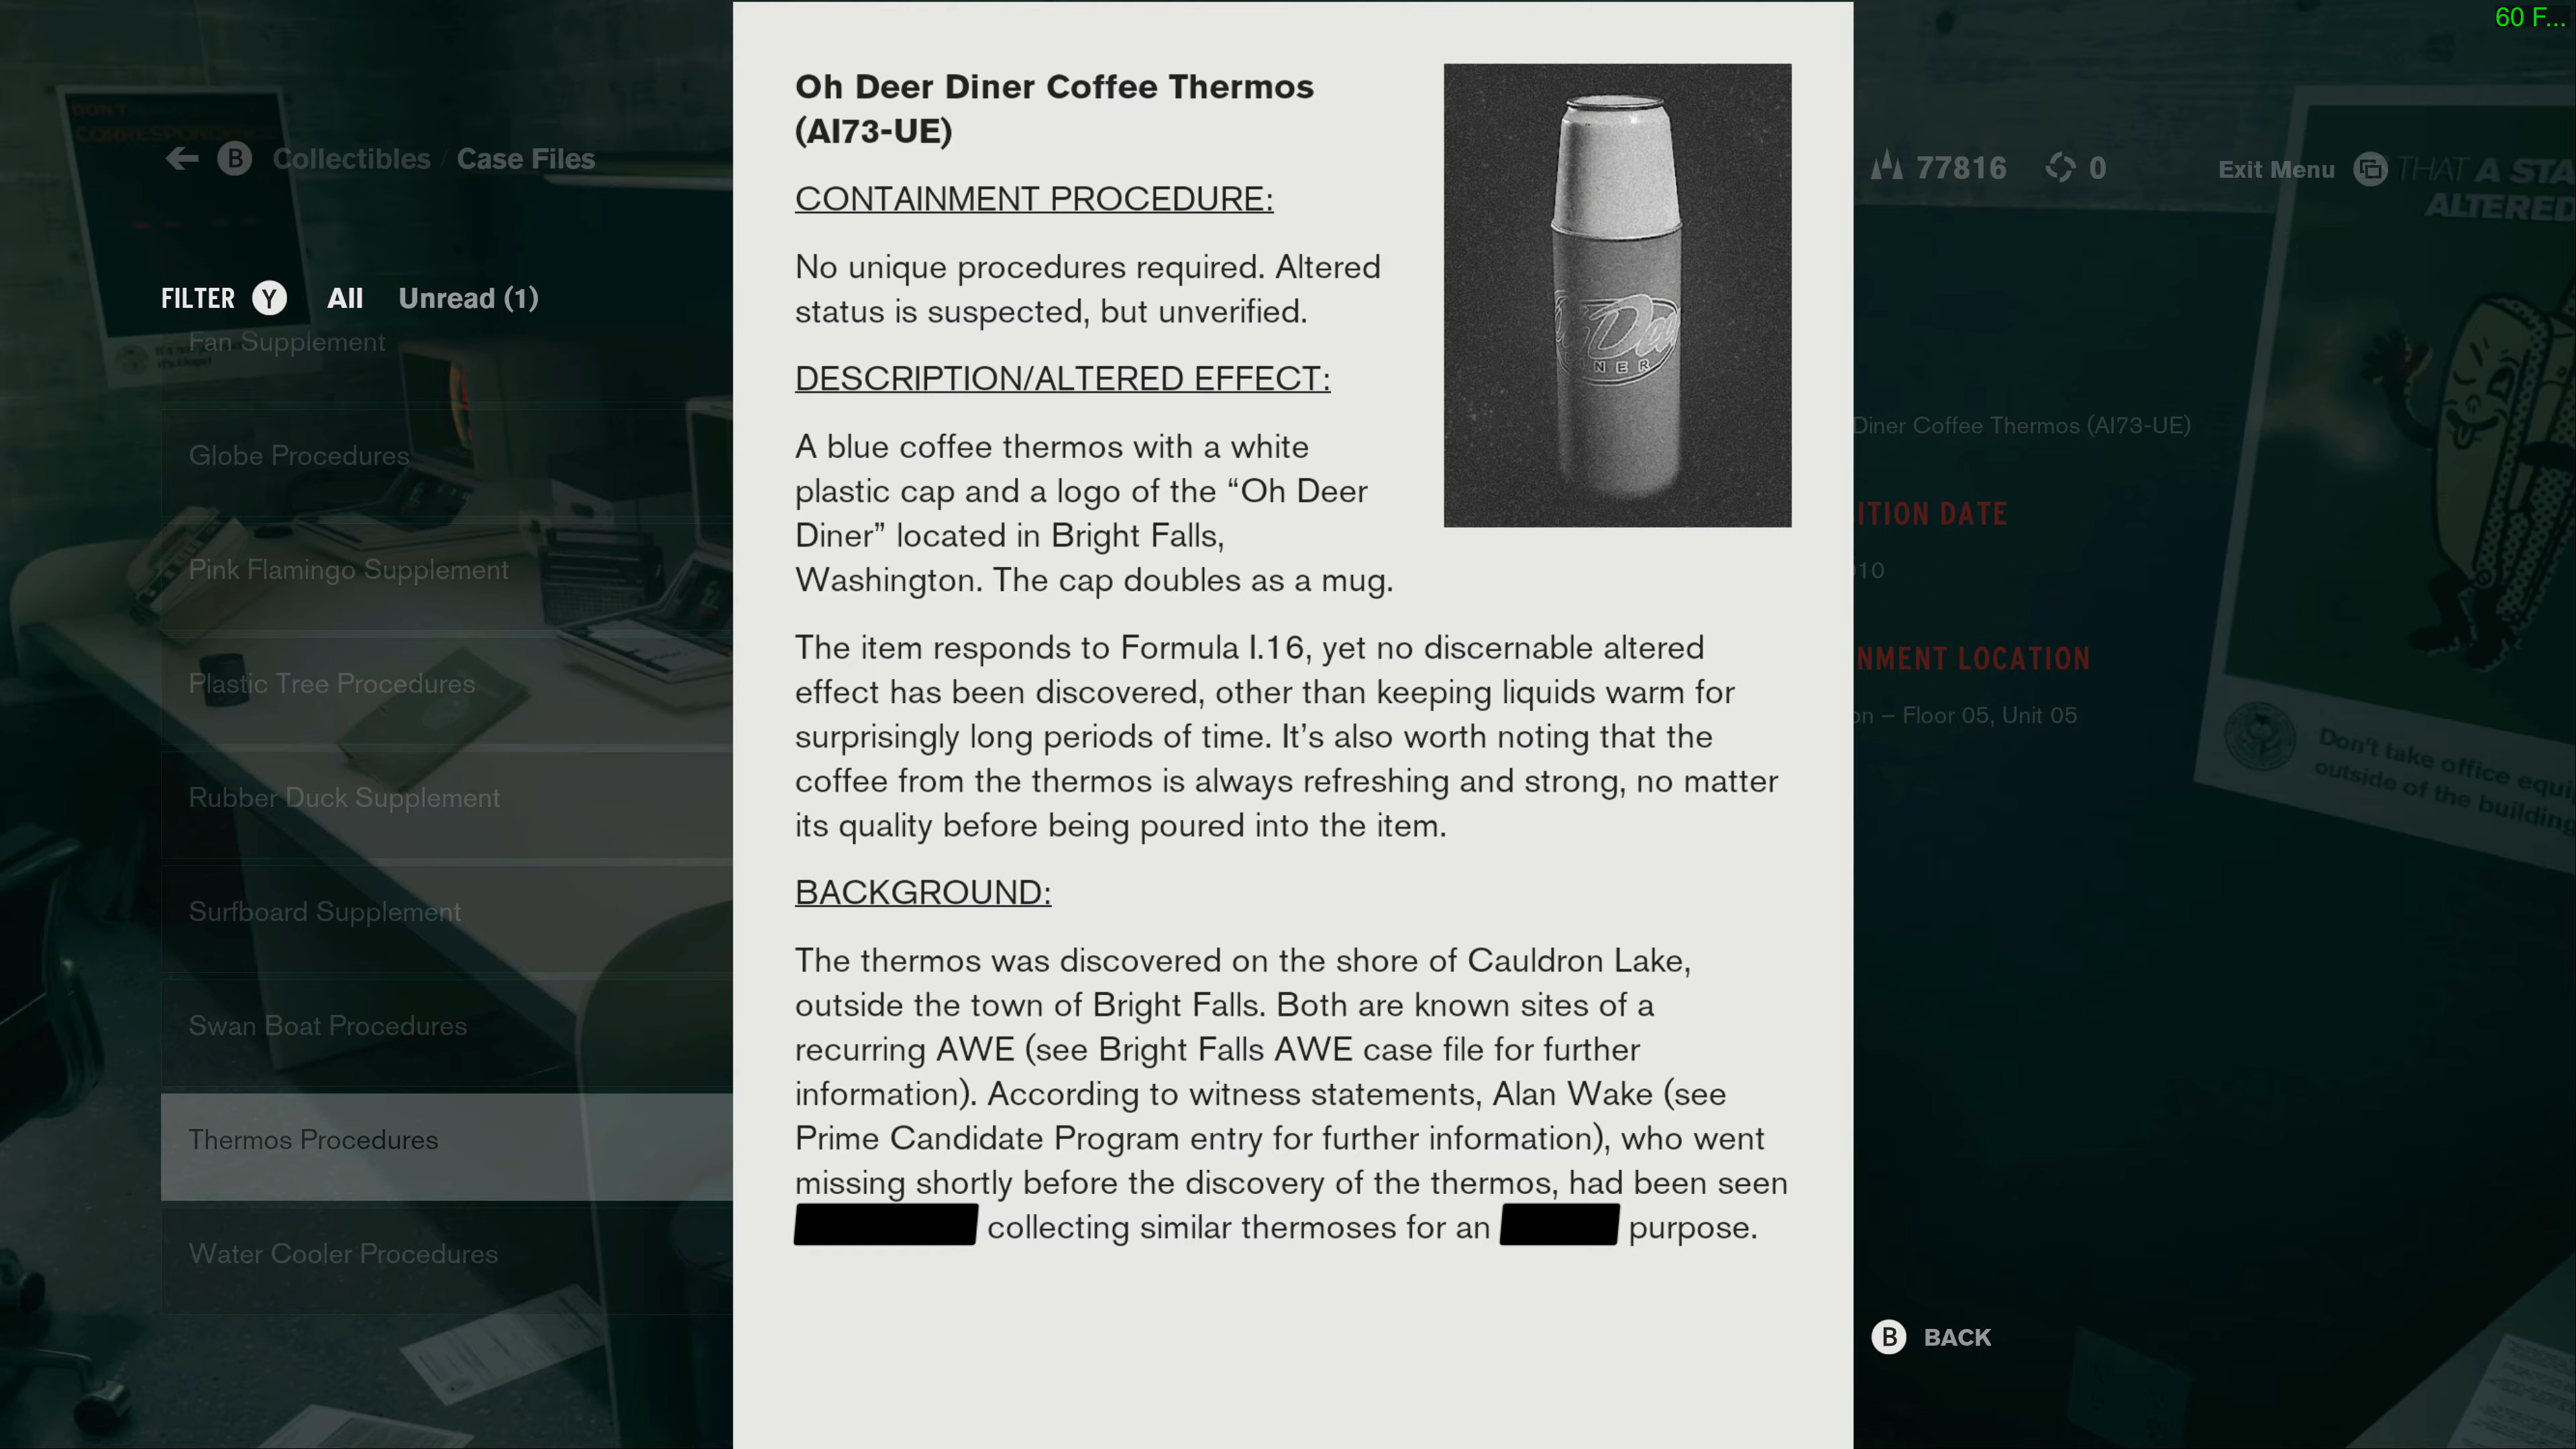 60 F...
Collectibles / Case Files
77816
0
Exit Menu
FILTER Y All Unread (1)
Fan Supplement
Globe Procedures
Pink Flamingo Supplement
Plastic Tree Procedures
Rubber Duck Supplement
Surfboard Supplement
Swan Boat Procedures
Thermos Procedures
Water Cooler Procedures
Oh Deer Diner Coffee Thermos
(AI73-UE)
CONTAINMENT PROCEDURE:
No unique procedures required. Altered
status is suspected, but unverified.
DESCRIPTION/ALTERED EFFECT:
A blue coffee thermos with a white
plastic cap and a logo of the “Oh Deer
Diner” located in Bright Falls,
Washington. The cap doubles as a mug.
The item responds to Formula I.16, yet no discernable altered
effect has been discovered, other than keeping liquids warm for
surprisingly long periods of time. It’s also worth noting that the
coffee from the thermos is always refreshing and strong, no matter
its quality before being poured into the item.
BACKGROUND:
The thermos was discovered on the shore of Cauldron Lake,
outside the town of Bright Falls. Both are known sites of a
recurring AWE (see Bright Falls AWE case file for further
information). According to witness statements, Alan Wake (see
Prime Candidate Program entry for further information), who went
missing shortly before the discovery of the thermos, had been seen
collecting similar thermoses for an purpose.
Diner Coffee Thermos (AI73-UE)
ITION DATE
10
NMENT LOCATION
on – Floor 05, Unit 05
THAT A STA
ALTERED
Don't take office equi
outside of the building
DON'T
CORRESPONDENCE
B BACK